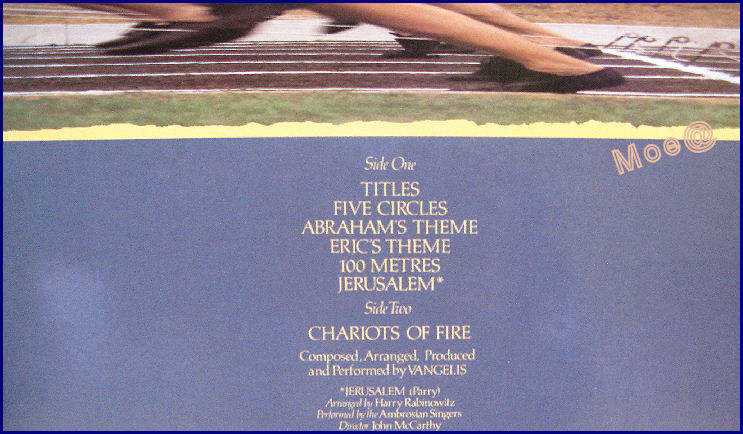 Moe@
Side One
TITLES
FIVE CIRCLES
ABRAHAM'S THEME
ERIC'S THEME
100 METRES
JERUSALEM*
Side Two
CHARIOTS OF FIRE
Composed, Arranged, Produced
and Performed by VANGELIS
*JERUSALEM (Parry)
Arranged by Harry Rabinowitz
Performed by the Ambrosian Singers
Director John McCarthy